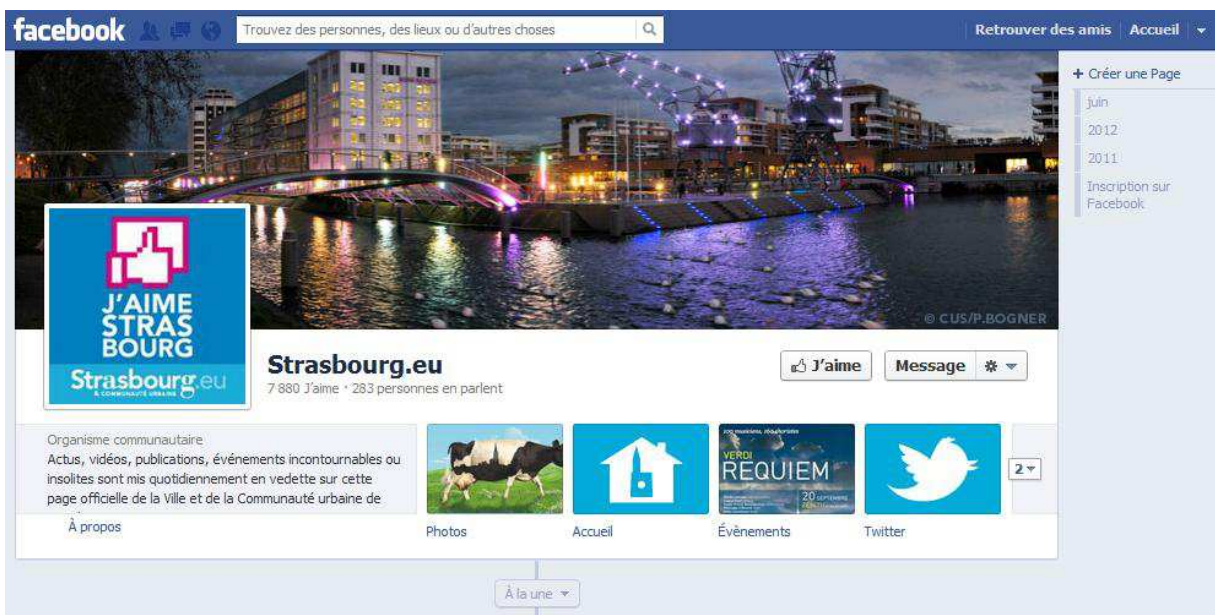 facebook
Trouvez des personnes, des lieux ou d'autres choses
Retrouver des amis
Accueil
+ Créer une Page
juin
2012
2011
Inscription sur
Facebook
© CUS/P.BOGNER
J'AIME
STRAS
BOURG
Strasbourg.eu
& COMMUNAUTÉ URBAINE
Strasbourg.eu
7 880 J'aime · 283 personnes en parlent
J'aime
Message
Organisme communautaire
Actus, vidéos, publications, événements incontournables ou
insolites sont mis quotidiennement en vedette sur cette
page officielle de la Ville et de la Communauté urbaine de
À propos
VERDI
REQUIEM
20 SEPTEMBRE
ZENITH
2
Photos
Accueil
Évènements
Twitter
À la une